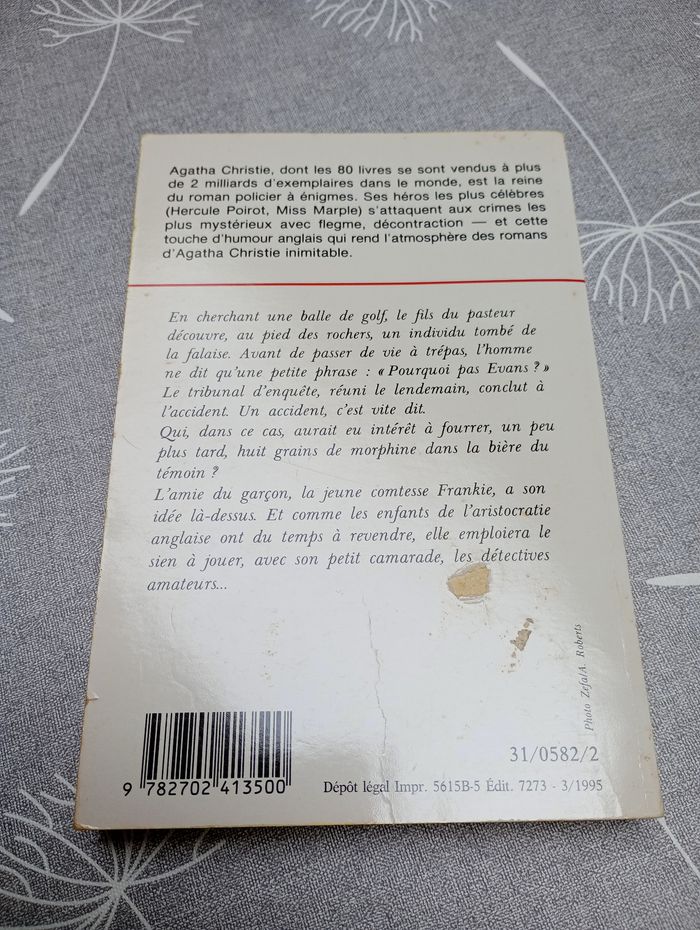 Agatha Christie, dont les 80 livres se sont vendus à plus
de 2 milliards d'exemplaires dans le monde, est la reine
du roman policier à énigmes. Ses héros les plus célèbres
(Hercule Poirot, Miss Marple) s'attaquent aux crimes les
plus mystérieux avec flegme, décontraction — et cette
touche d'humour anglais qui rend l'atmosphère des romans
d'Agatha Christie inimitable.
En cherchant une balle de golf, le fils du pasteur
découvre, au pied des rochers, un individu tombé de
la falaise. Avant de passer de vie à trépas, l'homme
ne dit qu'une petite phrase : « Pourquoi pas Evans ? »
Le tribunal d'enquête, réuni le lendemain, conclut à
l'accident. Un accident, c'est vite dit.
Qui, dans ce cas, aurait eu intérêt à fourrer, un peu
plus tard, huit grains de morphine dans la bière du
témoin ?
L'amie du garçon, la jeune comtesse Frankie, a son
idée là-dessus. Et comme les enfants de l'aristocratie
anglaise ont du temps à revendre, elle emploiera le
sien à jouer, avec son petit camarade, les détectives
amateurs...
Photo Zefa/A. Roberts
31/0582/2
9 782702 413500
Dépôt légal Impr. 5615B-5 Édit. 7273 - 3/1995